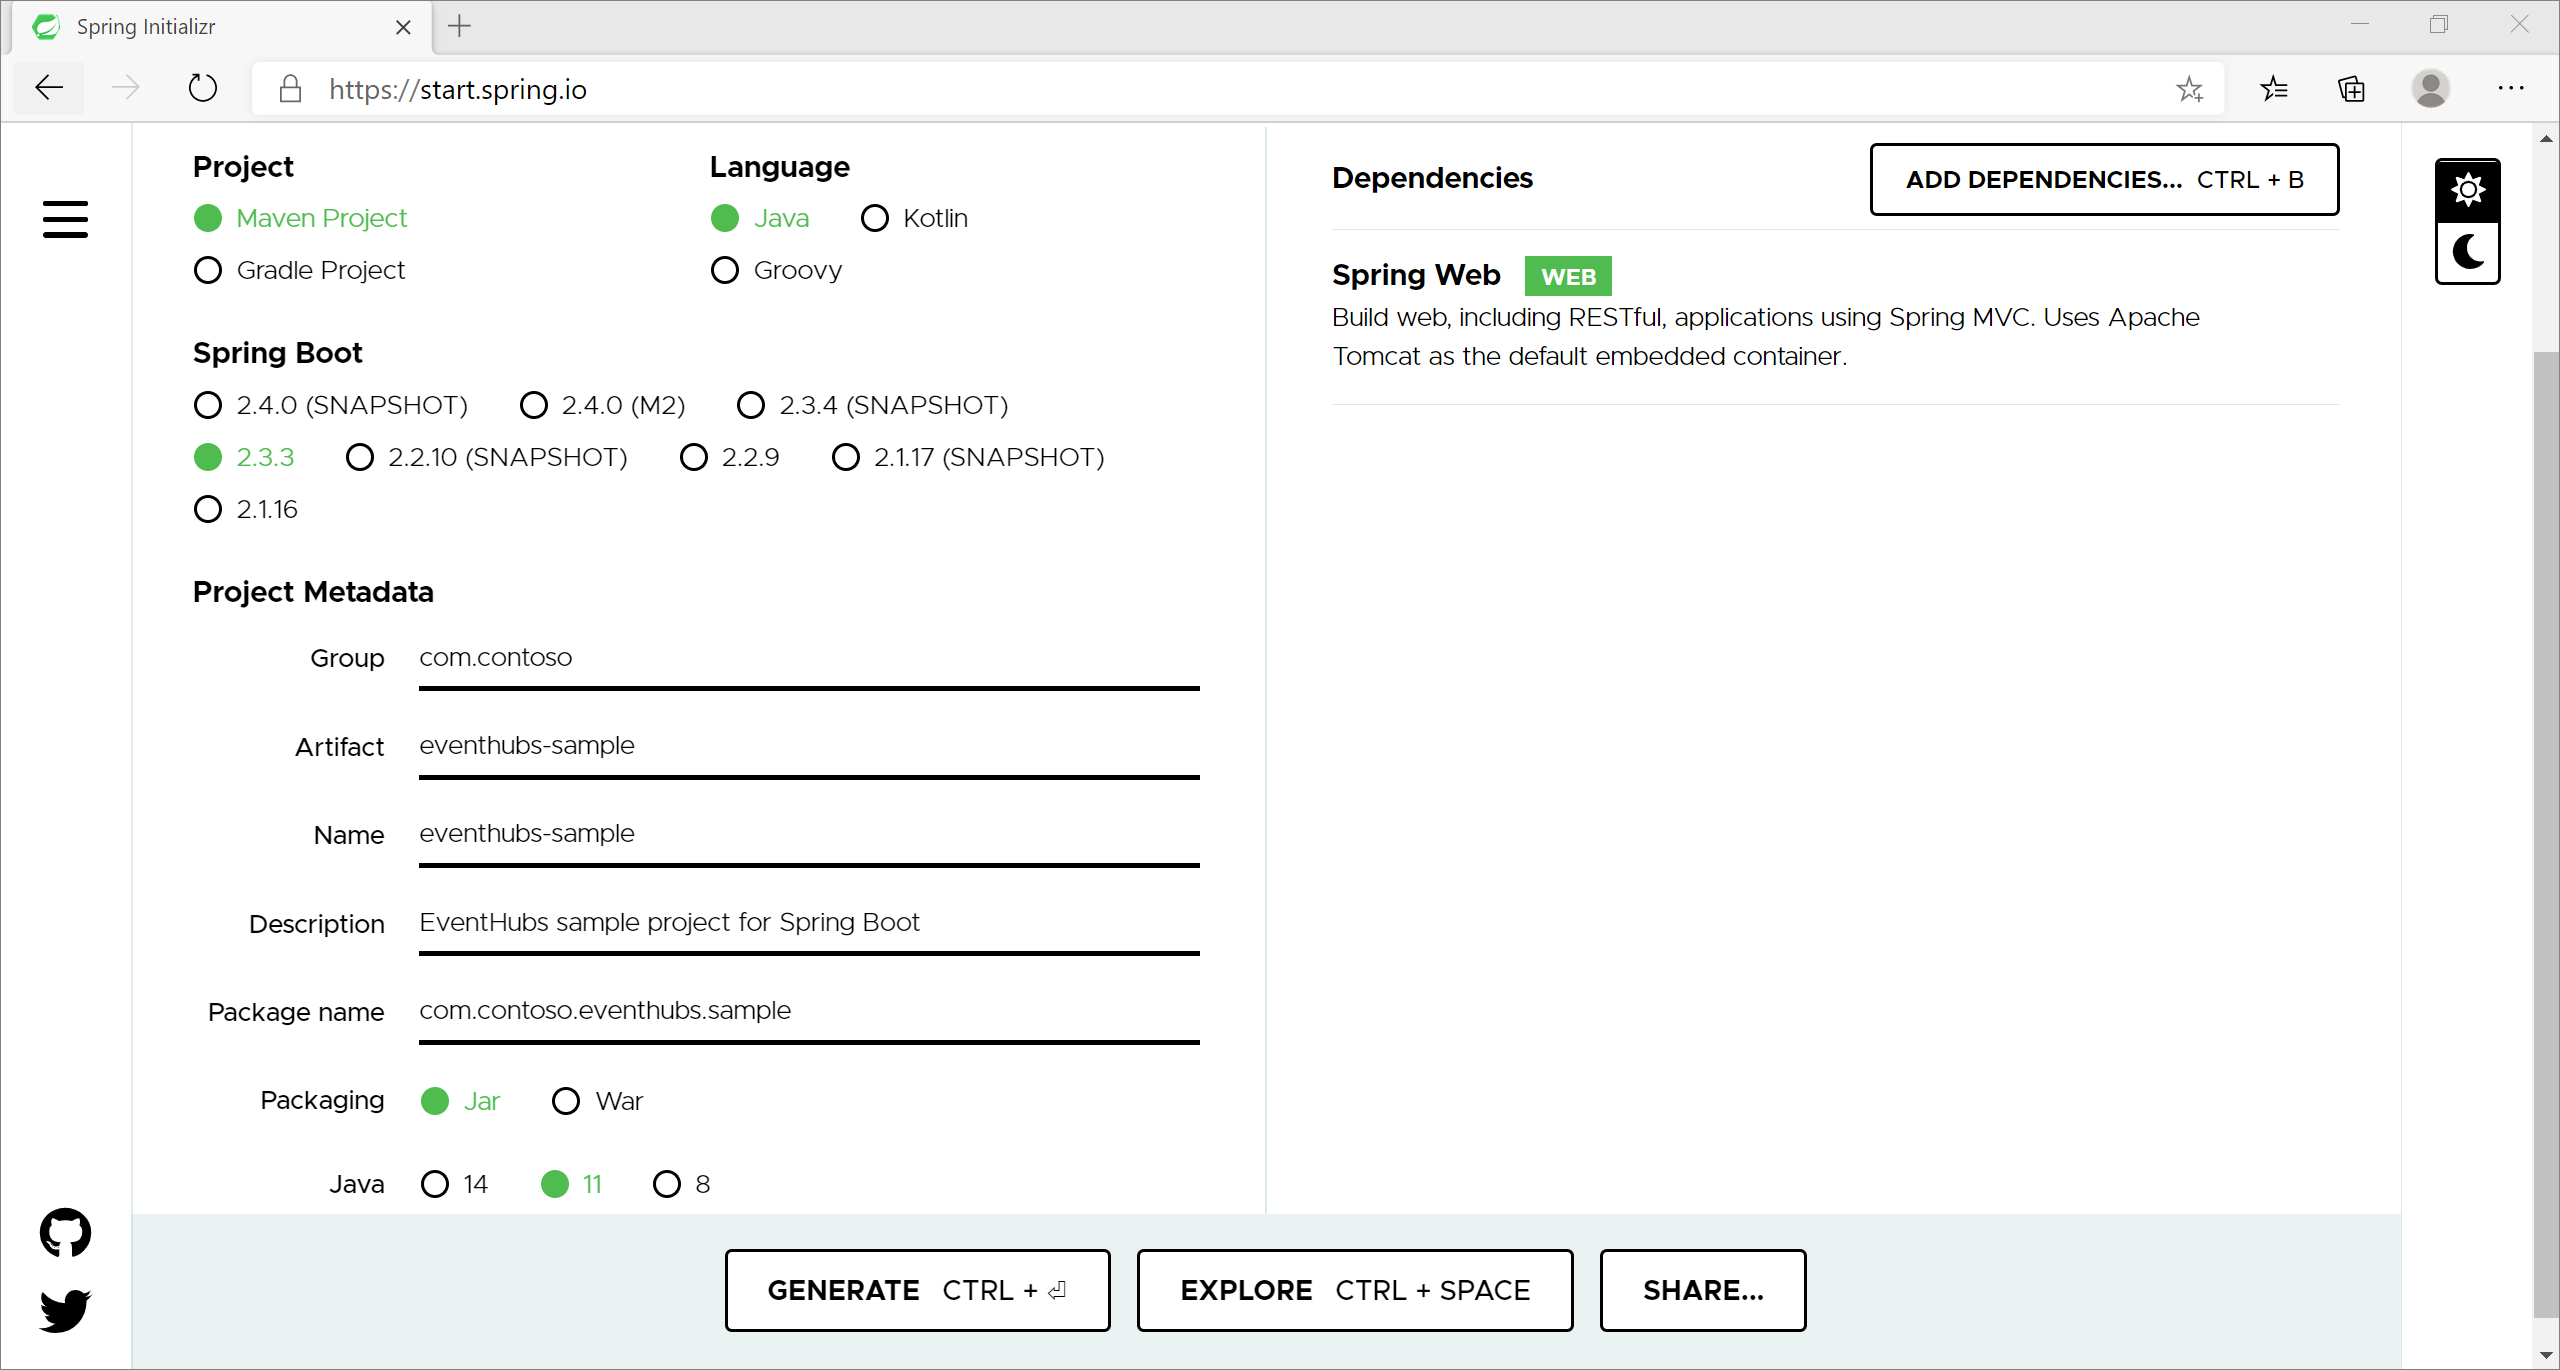 Spring Initializr
https://start.spring.io
Project
Maven Project
Gradle Project
Language
Java Kotlin
Groovy
Spring Boot
2.4.0 (SNAPSHOT) 2.4.0 (M2) 2.3.4 (SNAPSHOT)
2.3.3 2.2.10 (SNAPSHOT) 2.2.9 2.1.17 (SNAPSHOT)
2.1.16
Project Metadata
Group com.contoso
Artifact eventhubs-sample
Name eventhubs-sample
Description EventHubs sample project for Spring Boot
Package name com.contoso.eventhubs.sample
Packaging Jar War
Java 14 11 8
Dependencies
ADD DEPENDENCIES... CTRL + B
Spring Web WEB
Build web, including RESTful, applications using Spring MVC. Uses Apache
Tomcat as the default embedded container.
GENERATE CTRL + ⏎
EXPLORE CTRL + SPACE
SHARE...